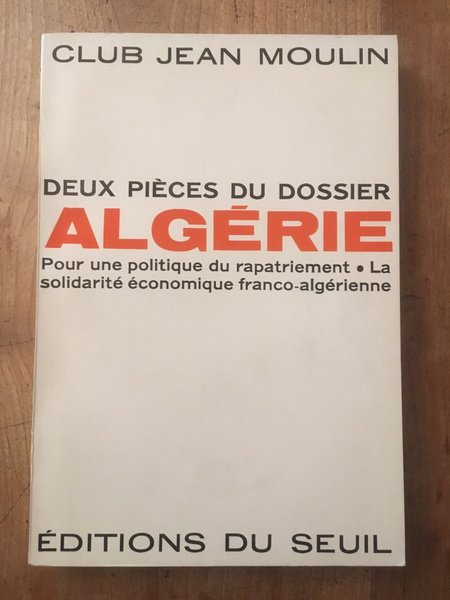 CLUB JEAN MOULIN
DEUX PIÈCES DU DOSSIER
ALGÉRIE
Pour une politique du rapatriement • La
solidarité économique franco-algérienne
ÉDITIONS DU SEUIL